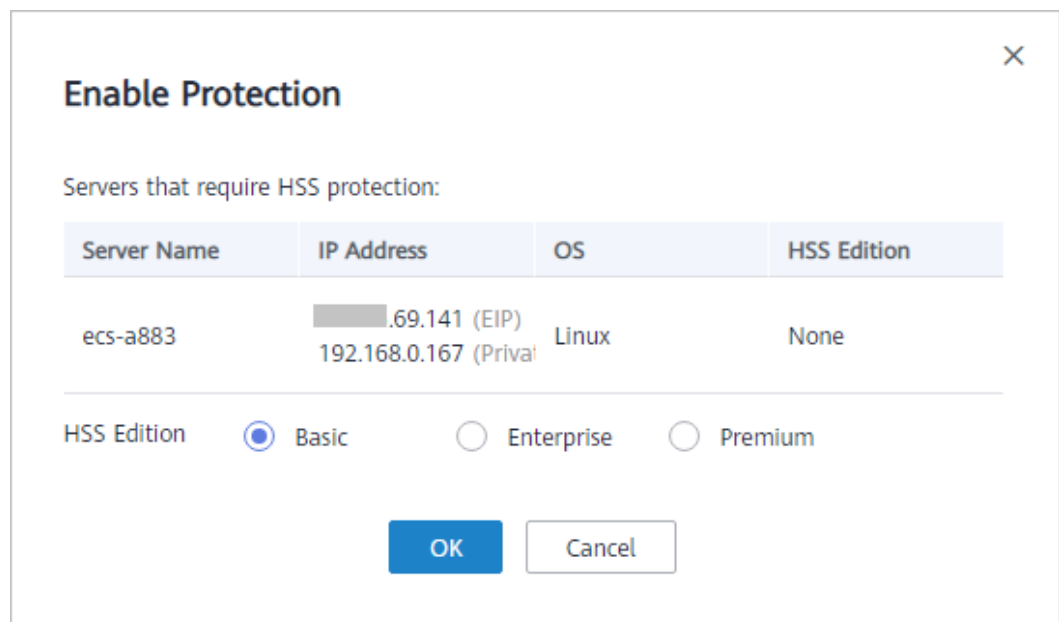 Enable Protection
Servers that require HSS protection:
Server Name IP Address OS HSS Edition
.69.141 (EIP)
ecs-a883 Linux None
192.168.0.167 (Privat
HSS Edition Basic Enterprise Premium
OK Cancel